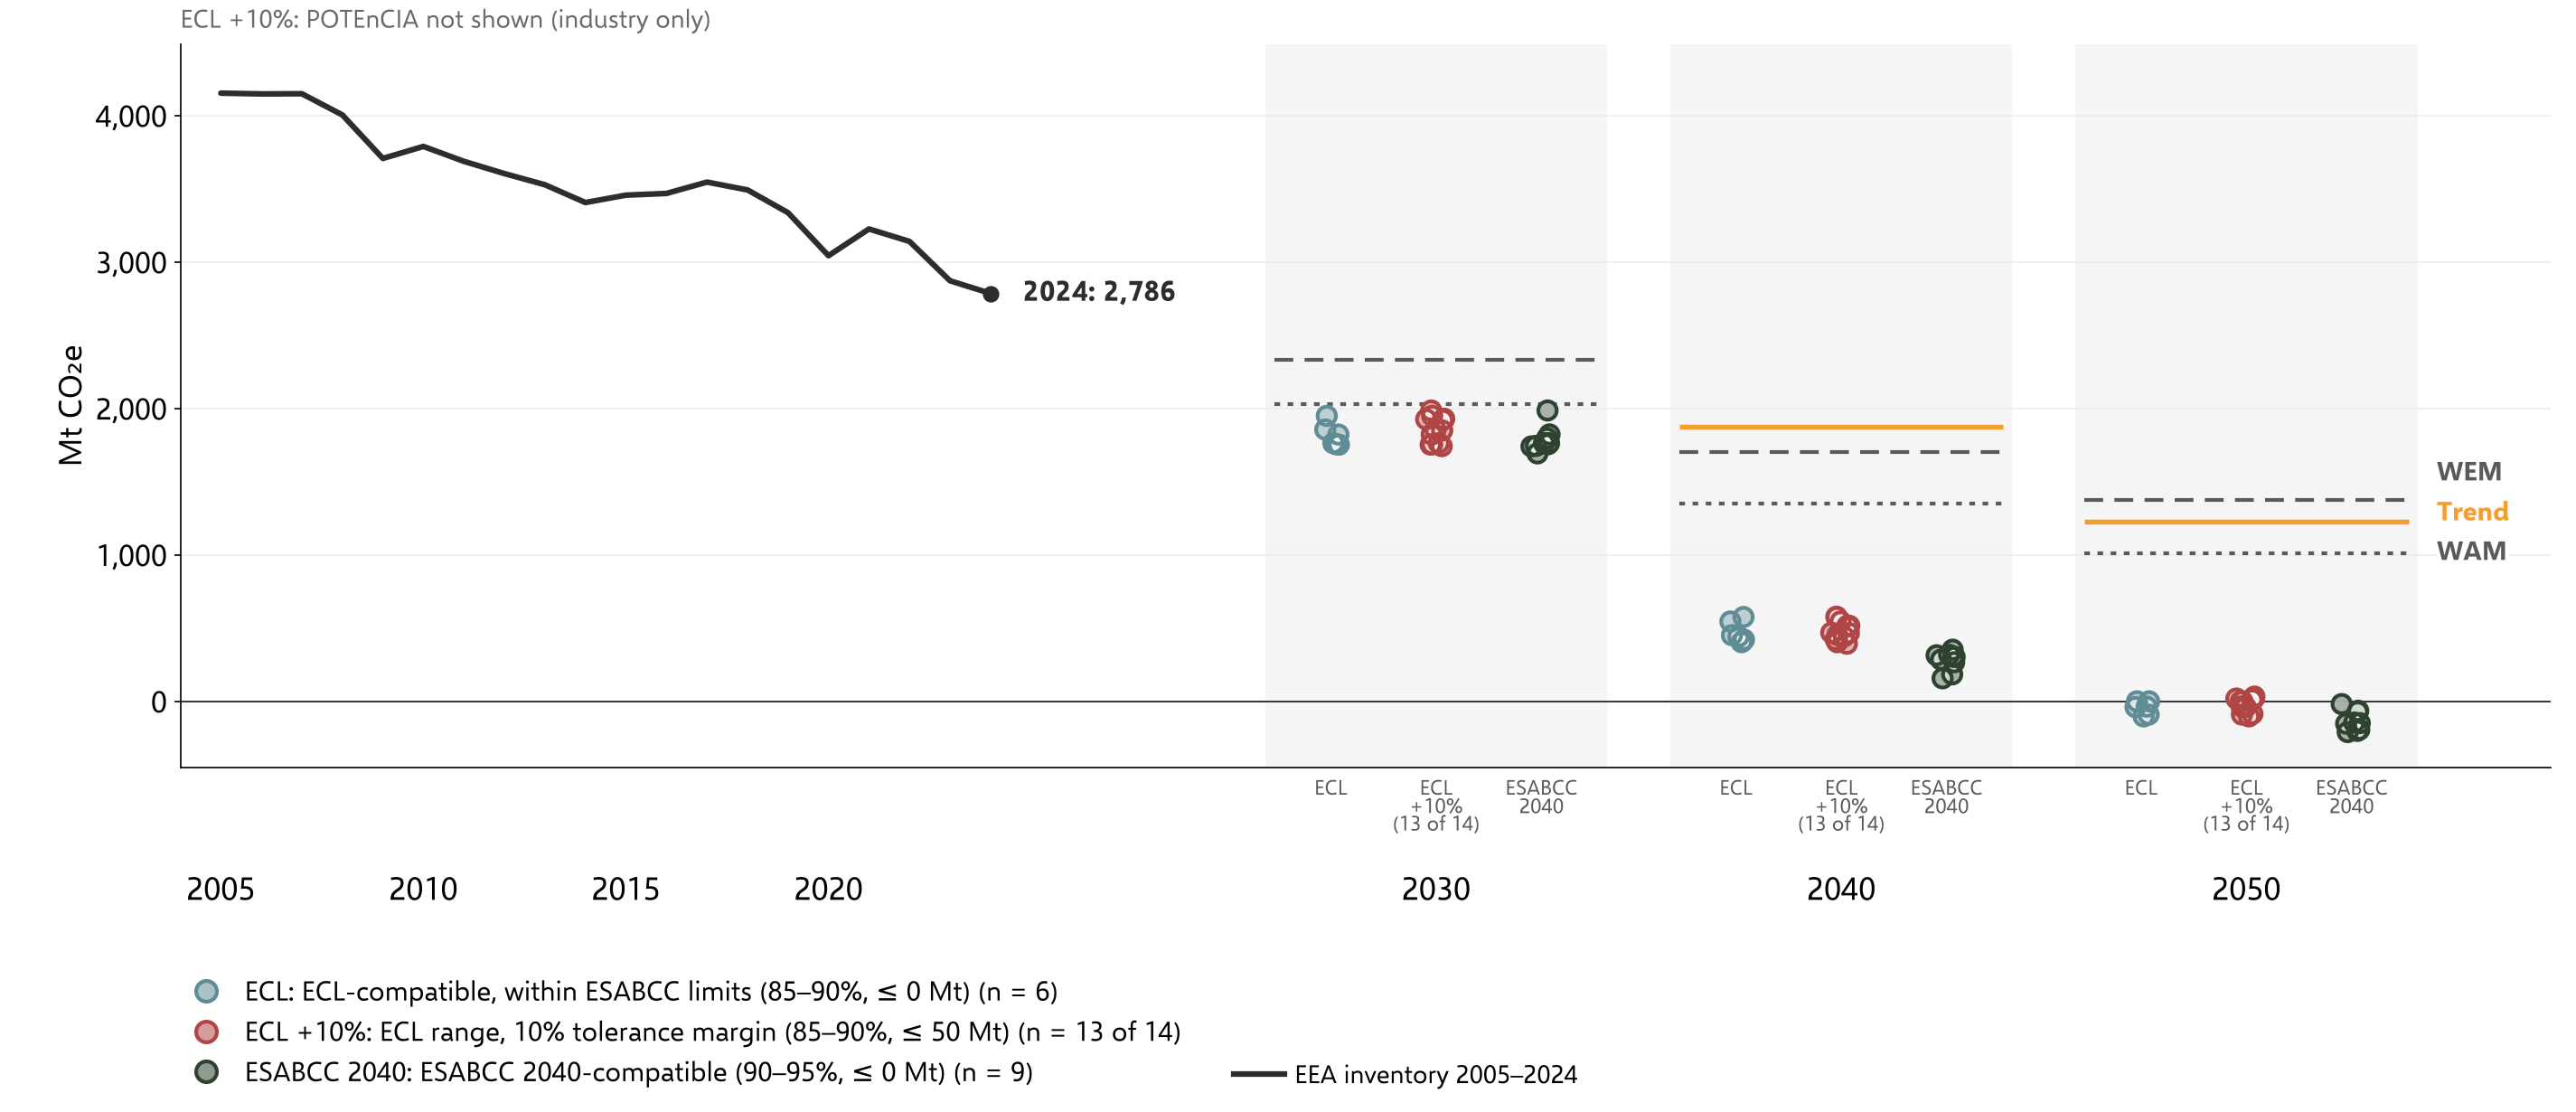 ECL +10%: POTEnCIA not shown (industry only)
4,000
3,000
2,000
1,000
0
Mt CO₂e
2024: 2,786
WEM
Trend
WAM
ECL
ECL
+10%
(13 of 14)
ESABCC
2040
ECL
ECL
+10%
(13 of 14)
ESABCC
2040
ECL
ECL
+10%
(13 of 14)
ESABCC
2040
2005 2010 2015 2020 2030 2040 2050
ECL: ECL-compatible, within ESABCC limits (85–90%, ≤ 0 Mt) (n = 6)
ECL +10%: ECL range, 10% tolerance margin (85–90%, ≤ 50 Mt) (n = 13 of 14)
ESABCC 2040: ESABCC 2040-compatible (90–95%, ≤ 0 Mt) (n = 9)
EEA inventory 2005–2024